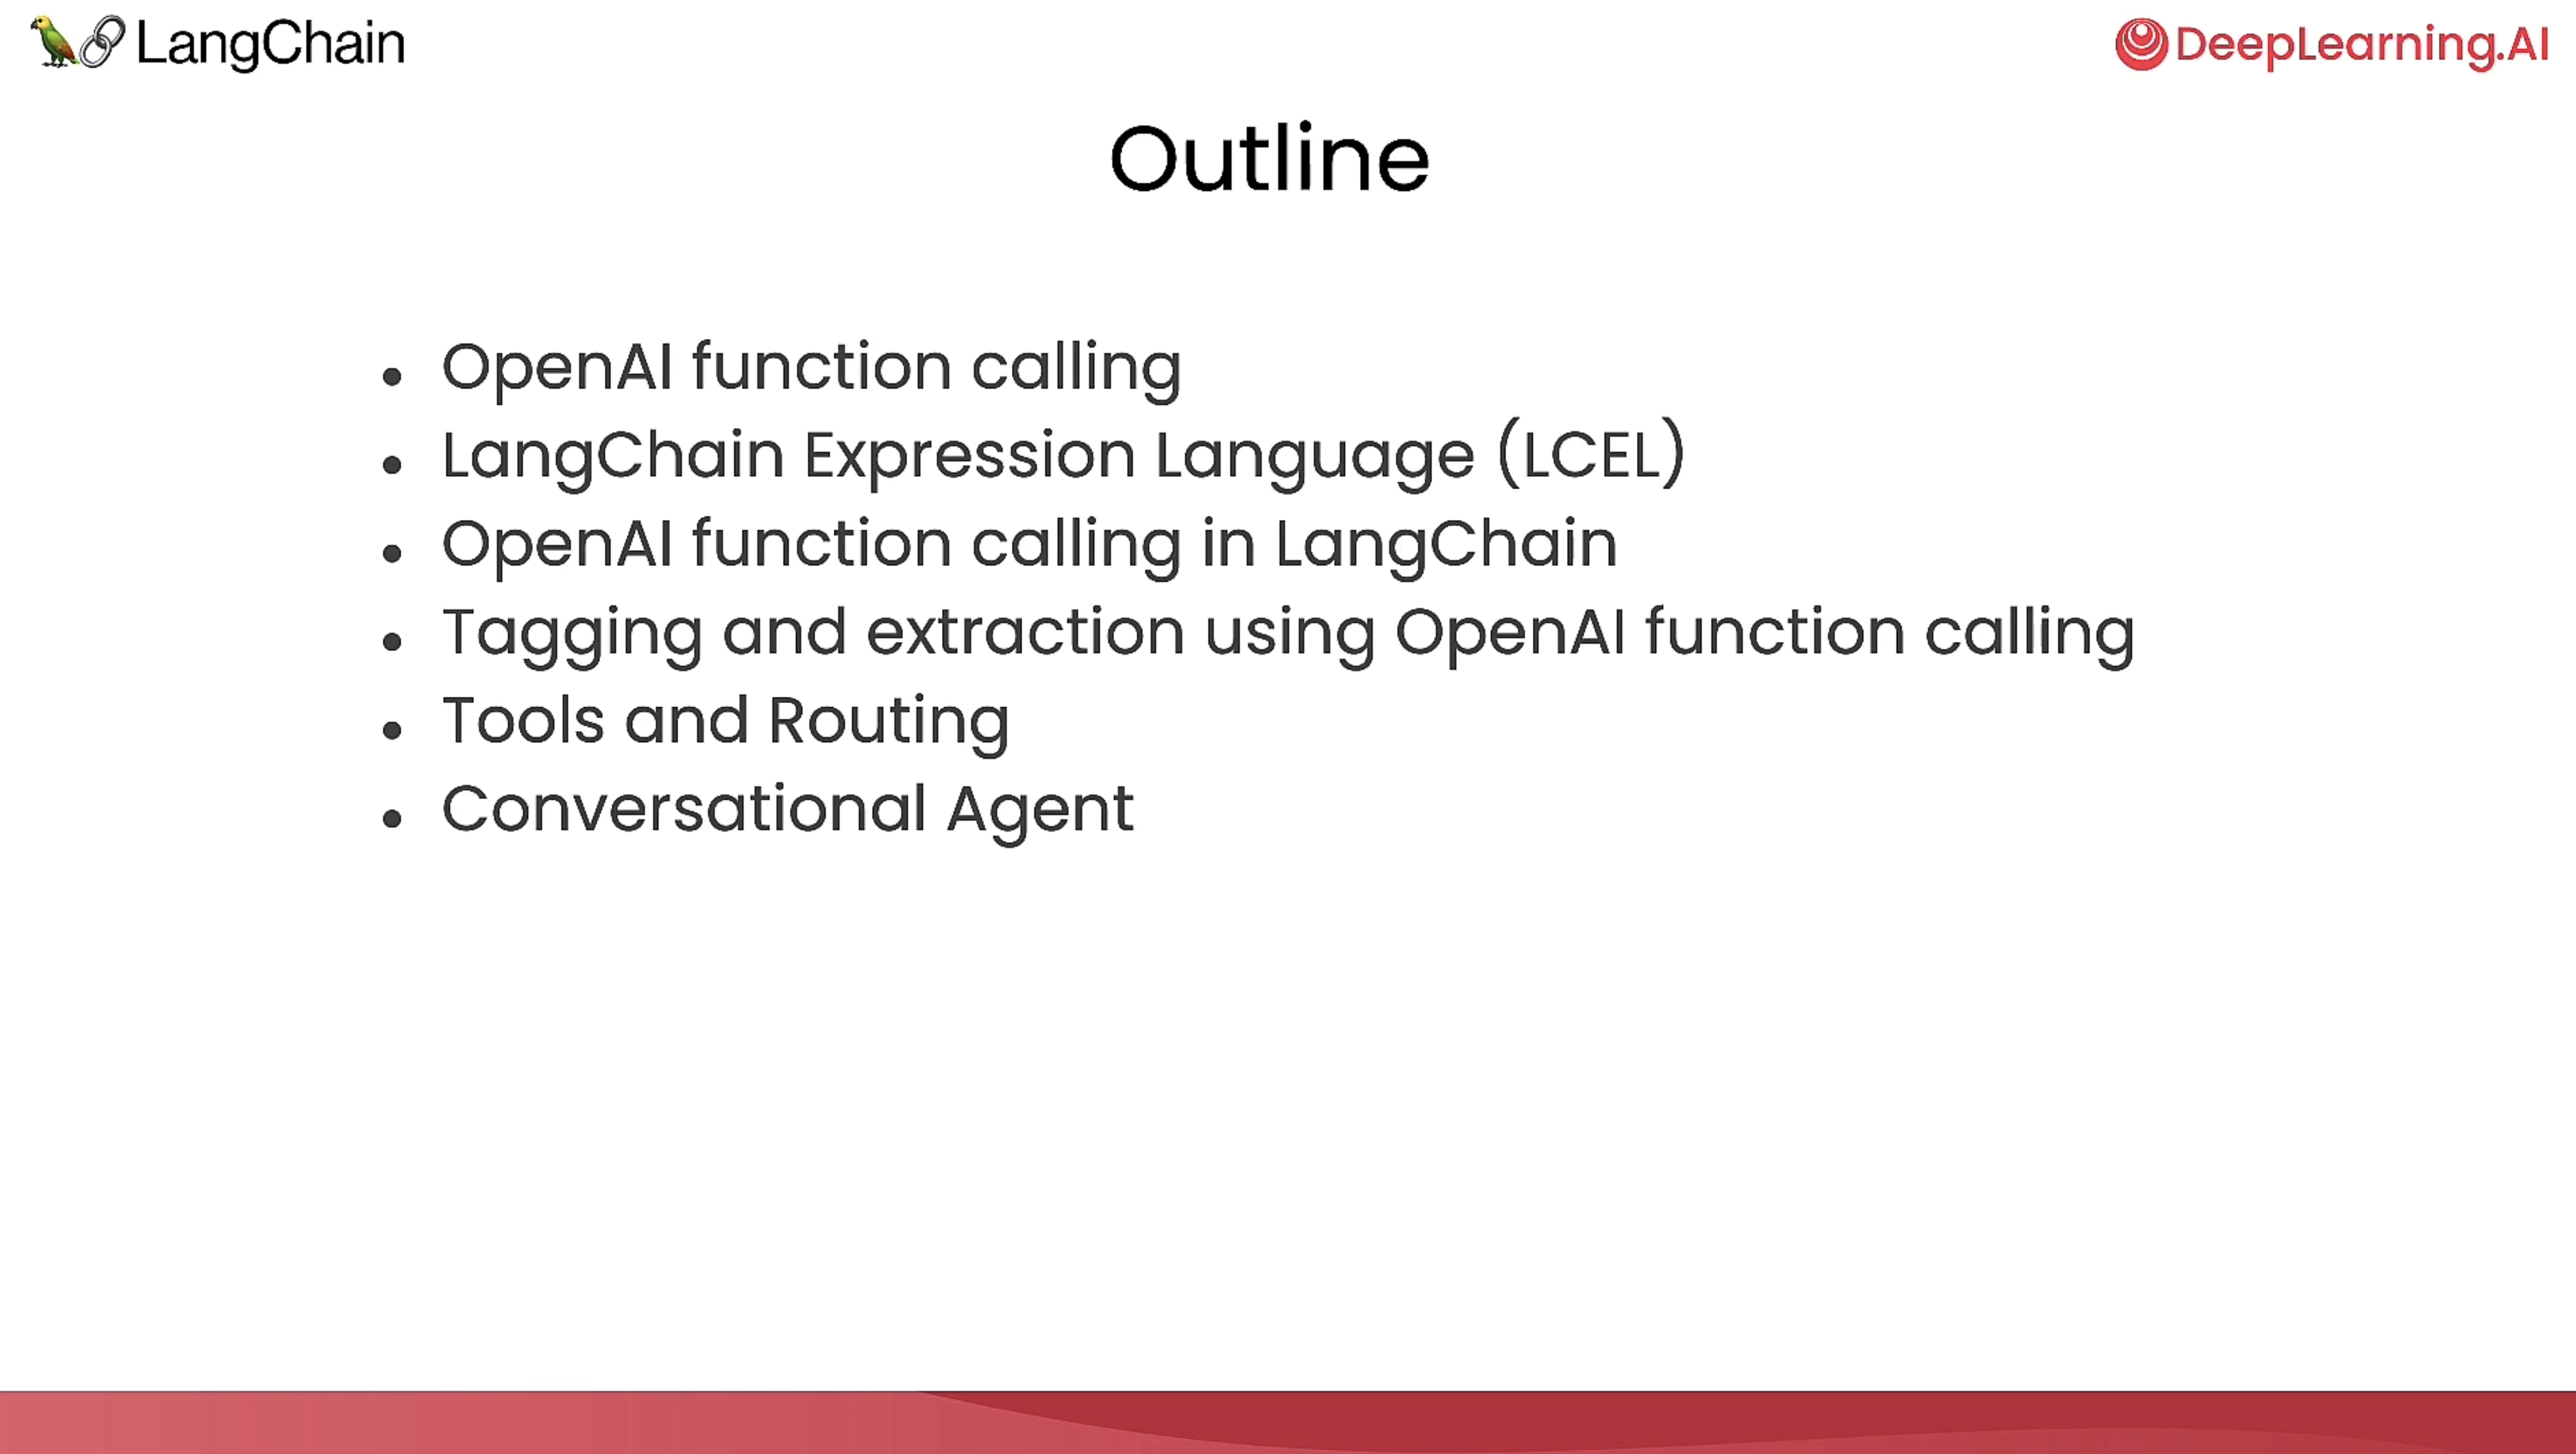 LangChain
DeepLearning.AI
Outline
• OpenAI function calling
• LangChain Expression Language (LCEL)
• OpenAI function calling in LangChain
• Tagging and extraction using OpenAI function calling
• Tools and Routing
• Conversational Agent